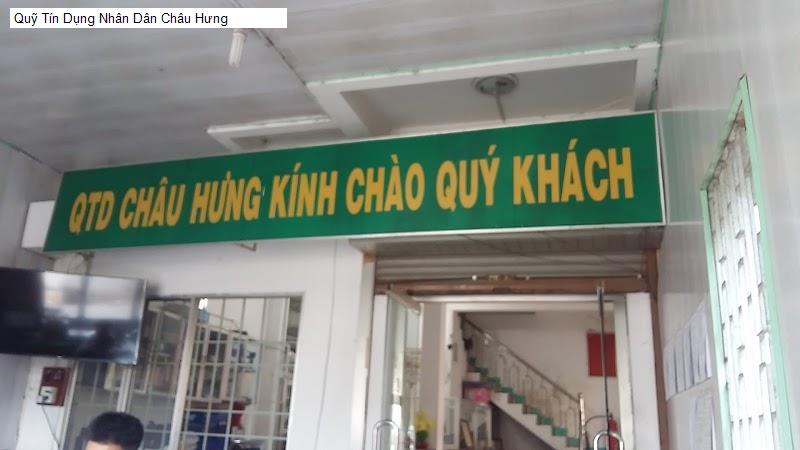 Quỹ Tín Dụng Nhân Dân Châu Hưng
QTD CHÂU HƯNG KÍNH CHÀO QUÝ KHÁCH